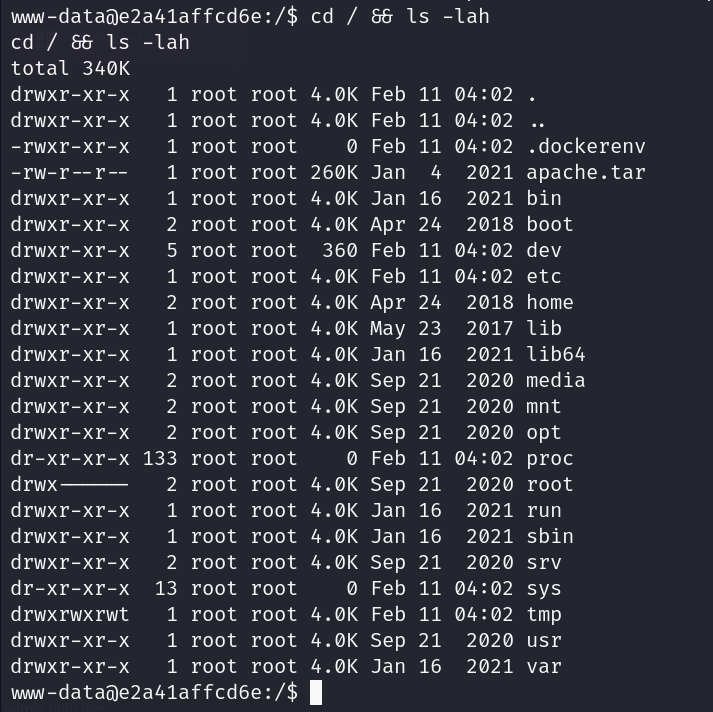 www-data@e2a41affcd6e:/$ cd / && ls -lah
cd / && ls -lah
total 340K
drwxr-xr-x   1 root root 4.0K Feb 11 04:02 .
drwxr-xr-x   1 root root 4.0K Feb 11 04:02 ..
-rwxr-xr-x   1 root root    0 Feb 11 04:02 .dockerenv
-rw-r--r--   1 root root 260K Jan  4  2021 apache.tar
drwxr-xr-x   1 root root 4.0K Jan 16  2021 bin
drwxr-xr-x   2 root root 4.0K Apr 24  2018 boot
drwxr-xr-x   5 root root  360 Feb 11 04:02 dev
drwxr-xr-x   1 root root 4.0K Feb 11 04:02 etc
drwxr-xr-x   2 root root 4.0K Apr 24  2018 home
drwxr-xr-x   1 root root 4.0K May 23  2017 lib
drwxr-xr-x   1 root root 4.0K Jan 16  2021 lib64
drwxr-xr-x   2 root root 4.0K Sep 21  2020 media
drwxr-xr-x   2 root root 4.0K Sep 21  2020 mnt
drwxr-xr-x   2 root root 4.0K Sep 21  2020 opt
dr-xr-xr-x 133 root root    0 Feb 11 04:02 proc
drwx------   2 root root 4.0K Sep 21  2020 root
drwxr-xr-x   1 root root 4.0K Jan 16  2021 run
drwxr-xr-x   1 root root 4.0K Jan 16  2021 sbin
drwxr-xr-x   2 root root 4.0K Sep 21  2020 srv
dr-xr-xr-x  13 root root    0 Feb 11 04:02 sys
drwxrwxrwt   1 root root 4.0K Feb 11 04:02 tmp
drwxr-xr-x   1 root root 4.0K Sep 21  2020 usr
drwxr-xr-x   1 root root 4.0K Jan 16  2021 var
www-data@e2a41affcd6e:/$